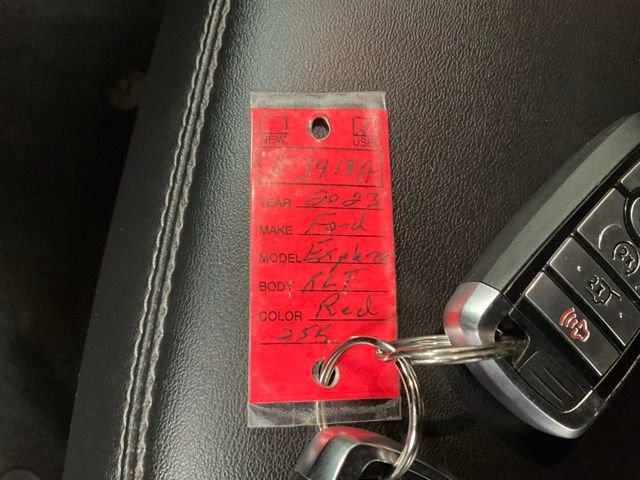 NEW USED
3418A
YEAR 2023
MAKE Ford
MODEL Explorer
BODY XLT
COLOR Red
25K